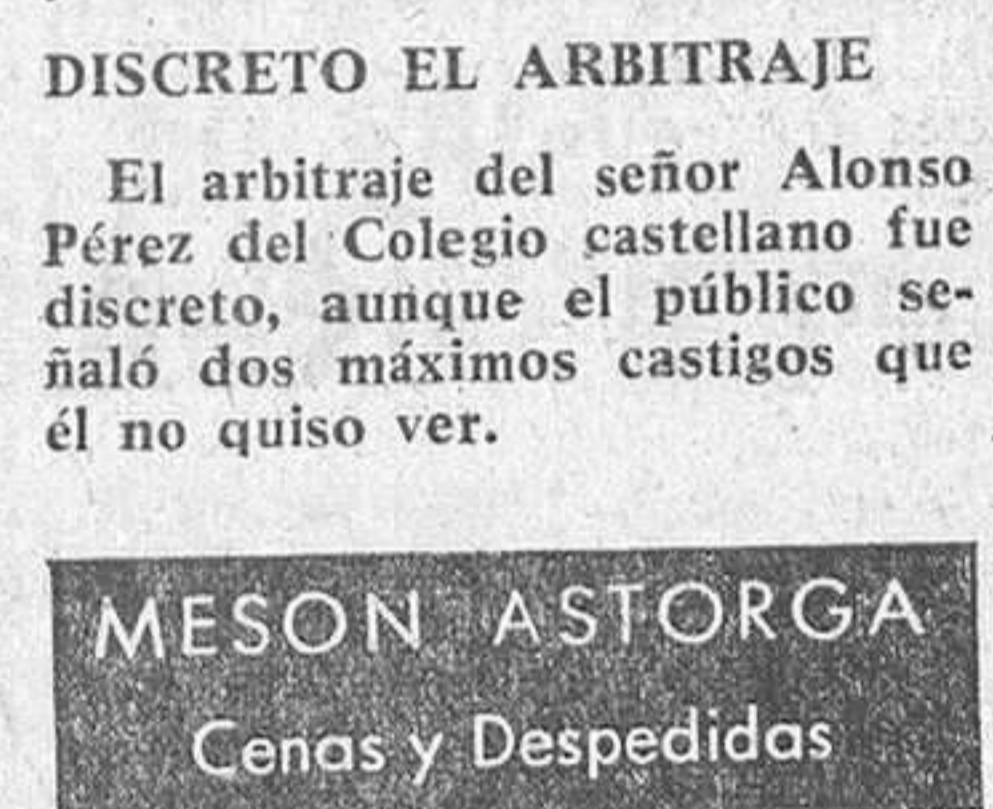 DISCRETO EL ARBITRAJE
El arbitraje del señor Alonso
Pérez del Colegio castellano fue
discreto, aunque el público se-
ñaló dos máximos castigos que
él no quiso ver.
MESON ASTORGA
Cenas y Despedidas